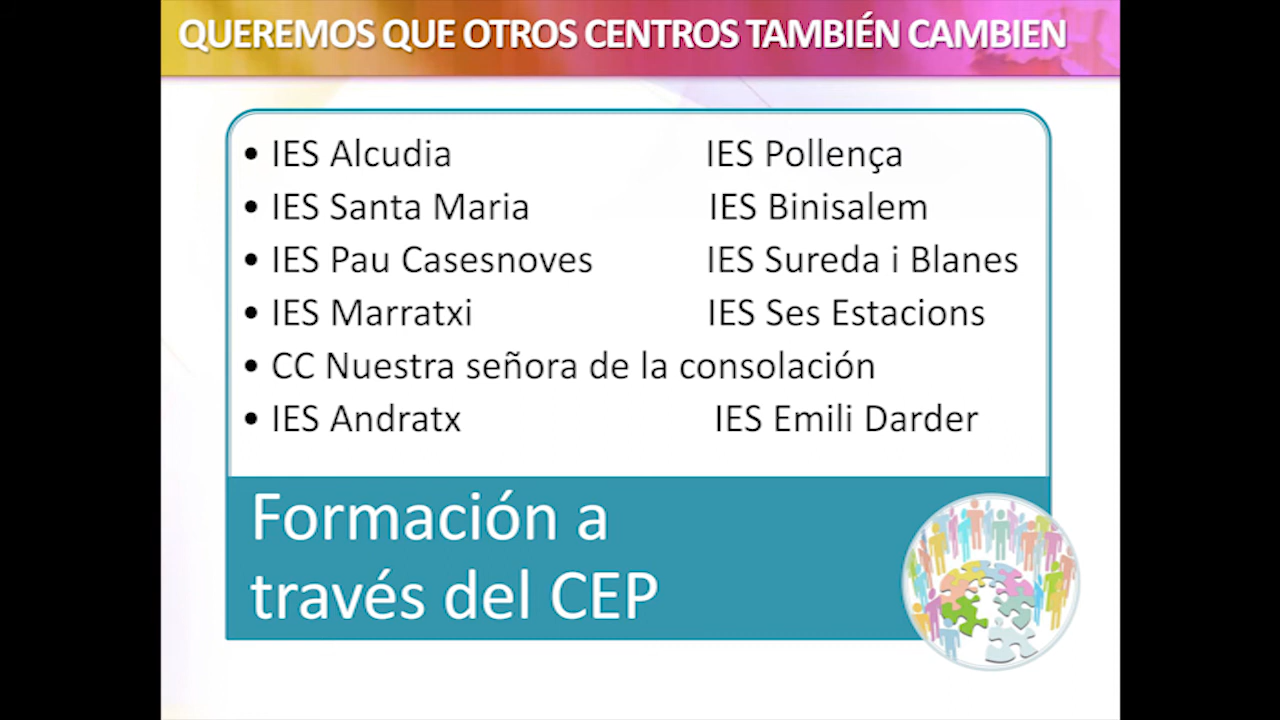 QUEREMOS QUE OTROS CENTROS TAMBIÉN CAMBIEN
• IES Alcudia IES Pollença
• IES Santa Maria IES Binisalem
• IES Pau Casesnoves IES Sureda i Blanes
• IES Marratxi IES Ses Estacions
• CC Nuestra señora de la consolación
• IES Andratx IES Emili Darder
Formación a
través del CEP